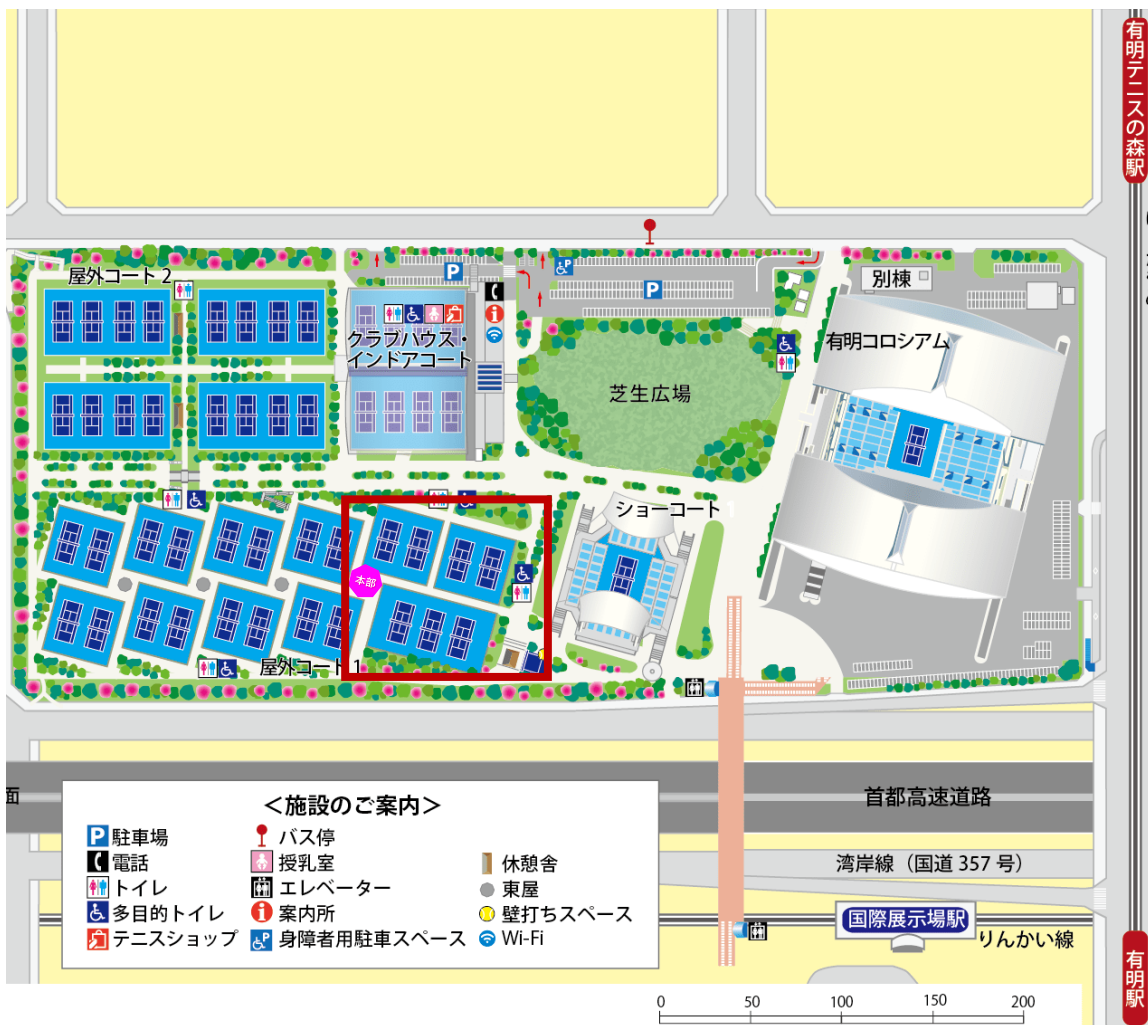 有明テニスの森駅
屋外コート 2
クラブハウス・
インドアコート
P
P
別棟
有明コロシアム
芝生広場
ショーコート 1
本部
屋外コート 1
面
首都高速道路
湾岸線（国道 357 号）
国際展示場駅
りんかい線
有明駅
＜施設のご案内＞
P 駐車場
電話
トイレ
多目的トイレ
テニスショップ
バス停
授乳室
エレベーター
i 案内所
P 身障者用駐車スペース
休憩舎
東屋
壁打ちスペース
Wi-Fi
0 50 100 150 200